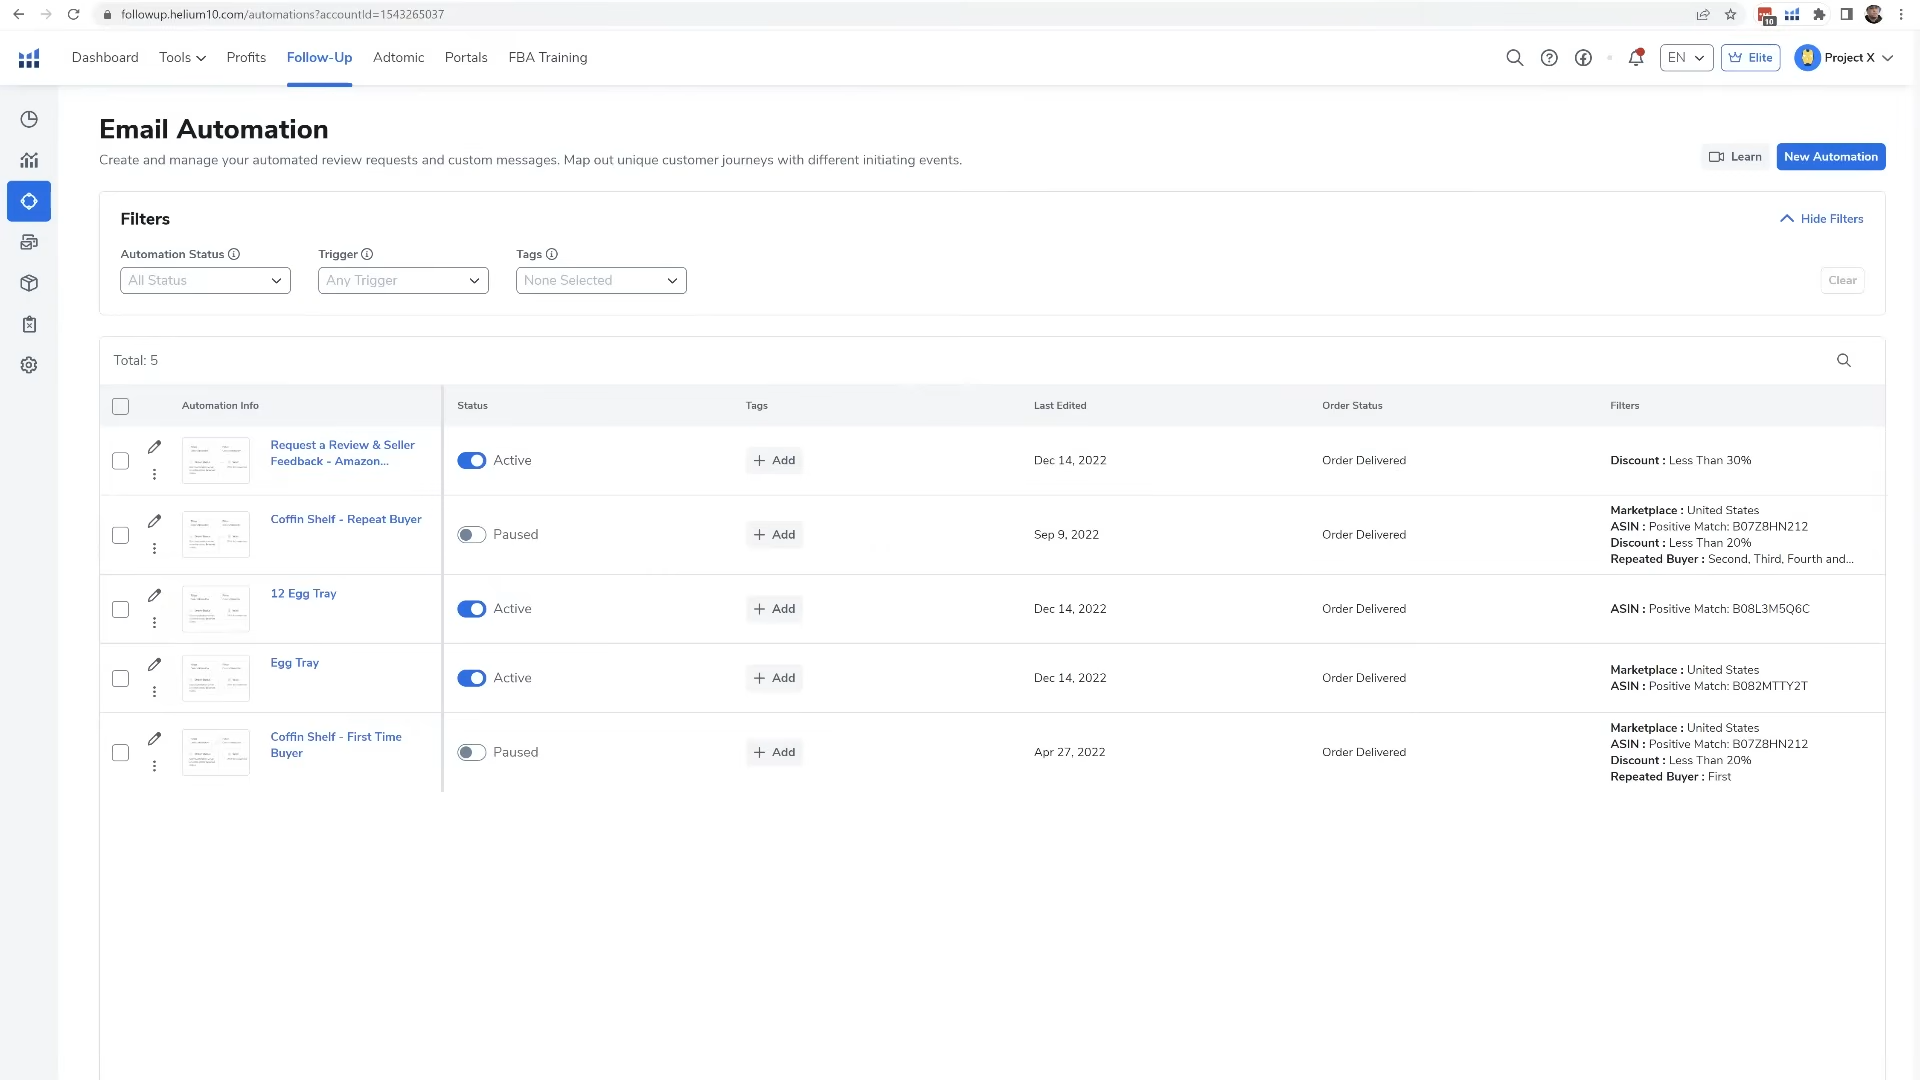 followup.helium10.com/automations?accountId=1543265037
10
Dashboard
Tools
Profits
Follow-Up
Adtomic
Portals
FBA Training
EN
Elite
Project X
Email Automation
Create and manage your automated review requests and custom messages. Map out unique customer journeys with different initiating events.
Learn
New Automation
Filters
Hide Filters
Automation Status
Trigger
Tags
All Status
Any Trigger
None Selected
Clear
Total: 5
Automation Info
Status
Tags
Last Edited
Order Status
Filters
Request a Review & Seller
Feedback - Amazon...
Active
+ Add
Dec 14, 2022
Order Delivered
Discount : Less Than 30%
Coffin Shelf - Repeat Buyer
Paused
+ Add
Sep 9, 2022
Order Delivered
Marketplace : United States
ASIN : Positive Match: B07Z8HN212
Discount : Less Than 20%
Repeated Buyer : Second, Third, Fourth and...
12 Egg Tray
Active
+ Add
Dec 14, 2022
Order Delivered
ASIN : Positive Match: B08L3M5Q6C
Egg Tray
Active
+ Add
Dec 14, 2022
Order Delivered
Marketplace : United States
ASIN : Positive Match: B082MTTY2T
Coffin Shelf - First Time
Buyer
Paused
+ Add
Apr 27, 2022
Order Delivered
Marketplace : United States
ASIN : Positive Match: B07Z8HN212
Discount : Less Than 20%
Repeated Buyer : First